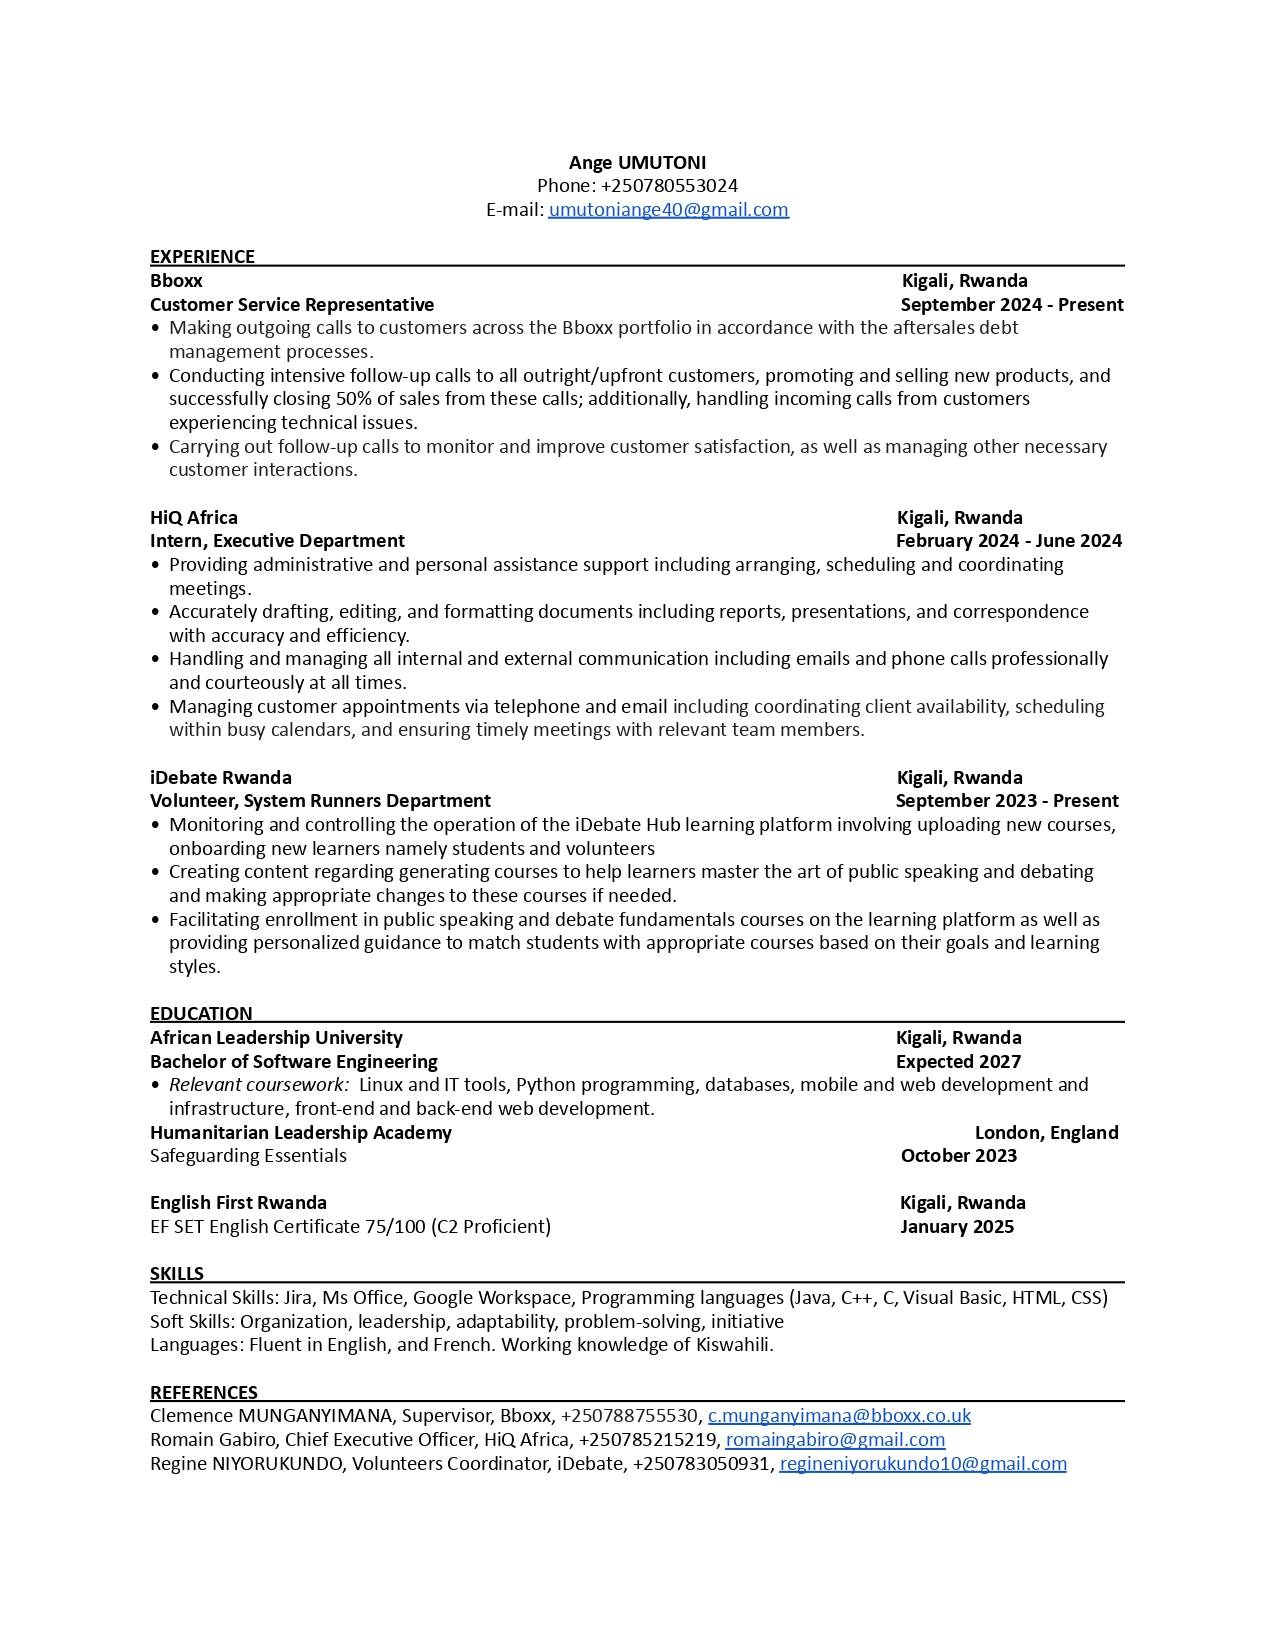 Ange UMUTONI
Phone: +250780553024
E-mail: umutoniange40@gmail.com
EXPERIENCE
Bboxx Kigali, Rwanda
Customer Service Representative September 2024 - Present
• Making outgoing calls to customers across the Bboxx portfolio in accordance with the aftersales debt
management processes.
• Conducting intensive follow-up calls to all outright/upfront customers, promoting and selling new products, and
successfully closing 50% of sales from these calls; additionally, handling incoming calls from customers
experiencing technical issues.
• Carrying out follow-up calls to monitor and improve customer satisfaction, as well as managing other necessary
customer interactions.
HiQ Africa Kigali, Rwanda
Intern, Executive Department February 2024 - June 2024
• Providing administrative and personal assistance support including arranging, scheduling and coordinating
meetings.
• Accurately drafting, editing, and formatting documents including reports, presentations, and correspondence
with accuracy and efficiency.
• Handling and managing all internal and external communication including emails and phone calls professionally
and courteously at all times.
• Managing customer appointments via telephone and email including coordinating client availability, scheduling
within busy calendars, and ensuring timely meetings with relevant team members.
iDebate Rwanda Kigali, Rwanda
Volunteer, System Runners Department September 2023 - Present
• Monitoring and controlling the operation of the iDebate Hub learning platform involving uploading new courses,
onboarding new learners namely students and volunteers
• Creating content regarding generating courses to help learners master the art of public speaking and debating
and making appropriate changes to these courses if needed.
• Facilitating enrollment in public speaking and debate fundamentals courses on the learning platform as well as
providing personalized guidance to match students with appropriate courses based on their goals and learning
styles.
EDUCATION
African Leadership University Kigali, Rwanda
Bachelor of Software Engineering Expected 2027
• Relevant coursework: Linux and IT tools, Python programming, databases, mobile and web development and
infrastructure, front-end and back-end web development.
Humanitarian Leadership Academy London, England
Safeguarding Essentials October 2023
English First Rwanda Kigali, Rwanda
EF SET English Certificate 75/100 (C2 Proficient) January 2025
SKILLS
Technical Skills: Jira, Ms Office, Google Workspace, Programming languages (Java, C++, C, Visual Basic, HTML, CSS)
Soft Skills: Organization, leadership, adaptability, problem-solving, initiative
Languages: Fluent in English, and French. Working knowledge of Kiswahili.
REFERENCES
Clemence MUNGANYIMANA, Supervisor, Bboxx, +250788755530, c.munganyimana@bboxx.co.uk
Romain Gabiro, Chief Executive Officer, HiQ Africa, +250785215219, romaingabiro@gmail.com
Regine NIYORUKUNDO, Volunteers Coordinator, iDebate, +250783050931, regineniyorukundo10@gmail.com